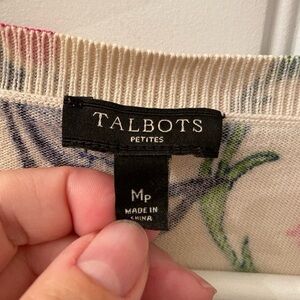 TALBOTS
PETITES
MP
MADE IN
CHINA